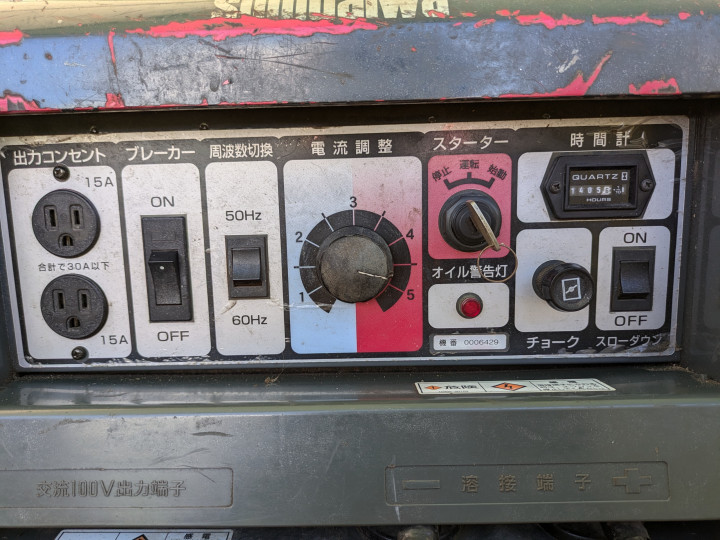 出力コンセント
15A
合計で30A以下
15A
ブレーカー
ON
OFF
周波数切換
50Hz
60Hz
電流調整
1
2
3
4
5
スターター
停止 運転 始動
オイル警告灯
機番 0006429
時間計
QUARTZ
HOURS
チョーク
ON
OFF
スローダウン
危険
交流100V出力端子
溶接端子
感電